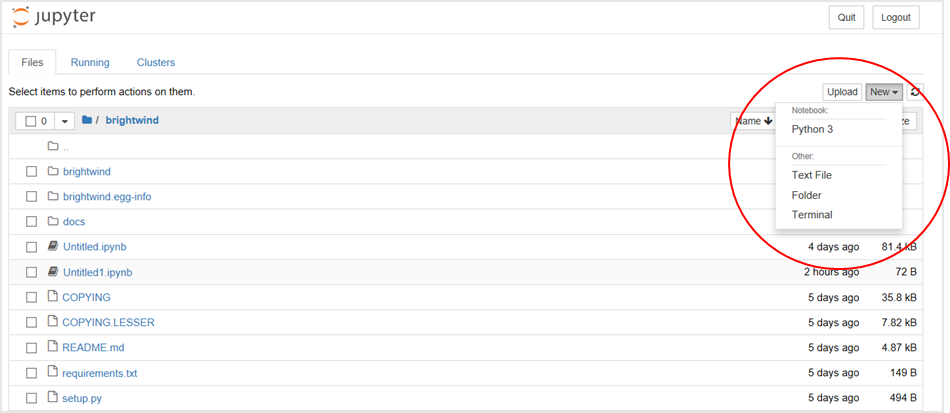 jupyter
Quit Logout
Files Running Clusters
Select items to perform actions on them.
Upload New
0 / brightwind Name ze
Notebook:
Python 3
Other:
Text File
Folder
Terminal
..
brightwind
brightwind.egg-info
docs
Untitled.ipynb 4 days ago 81.4 kB
Untitled1.ipynb 2 hours ago 72 B
COPYING 5 days ago 35.8 kB
COPYING.LESSER 5 days ago 7.82 kB
README.md 5 days ago 4.87 kB
requirements.txt 5 days ago 149 B
setup.py 5 days ago 494 B